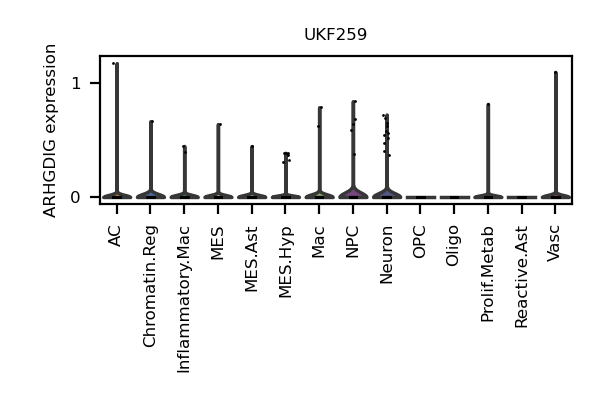 UKF259
ARHGDIG expression
1
0
AC
Chromatin.Reg
Inflammatory.Mac
MES
MES.Ast
MES.Hyp
Mac
NPC
Neuron
OPC
Oligo
Prolif.Metab
Reactive.Ast
Vasc